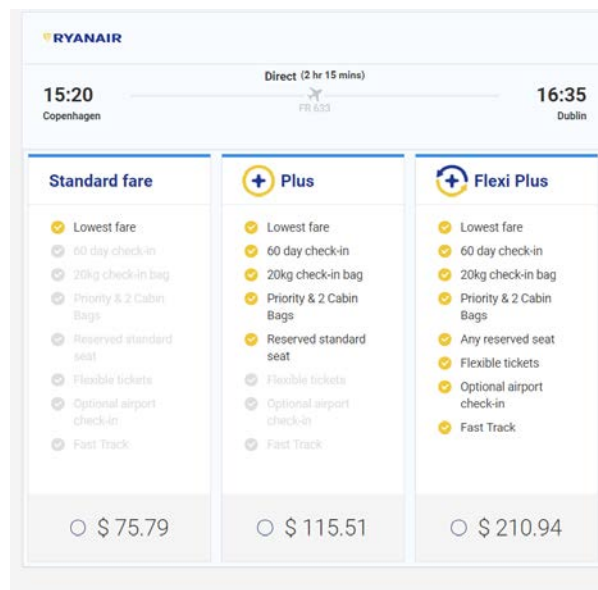 RYANAIR
Direct (2 hr 15 mins)
15:20
16:35
Copenhagen
FR 633
Dublin
Standard fare
Lowest fare
60 day check-in
20kg check-in bag
Priority & 2 Cabin
Bags
Reserved standard
seat
Flexible tickets
Optional airport
check-in
Fast Track
$ 75.79
Plus
Lowest fare
60 day check-in
20kg check-in bag
Priority & 2 Cabin
Bags
Reserved standard
seat
Flexible tickets
Optional airport
check-in
Fast Track
$ 115.51
Flexi Plus
Lowest fare
60 day check-in
20kg check-in bag
Priority & 2 Cabin
Bags
Any reserved seat
Flexible tickets
Optional airport
check-in
Fast Track
$ 210.94